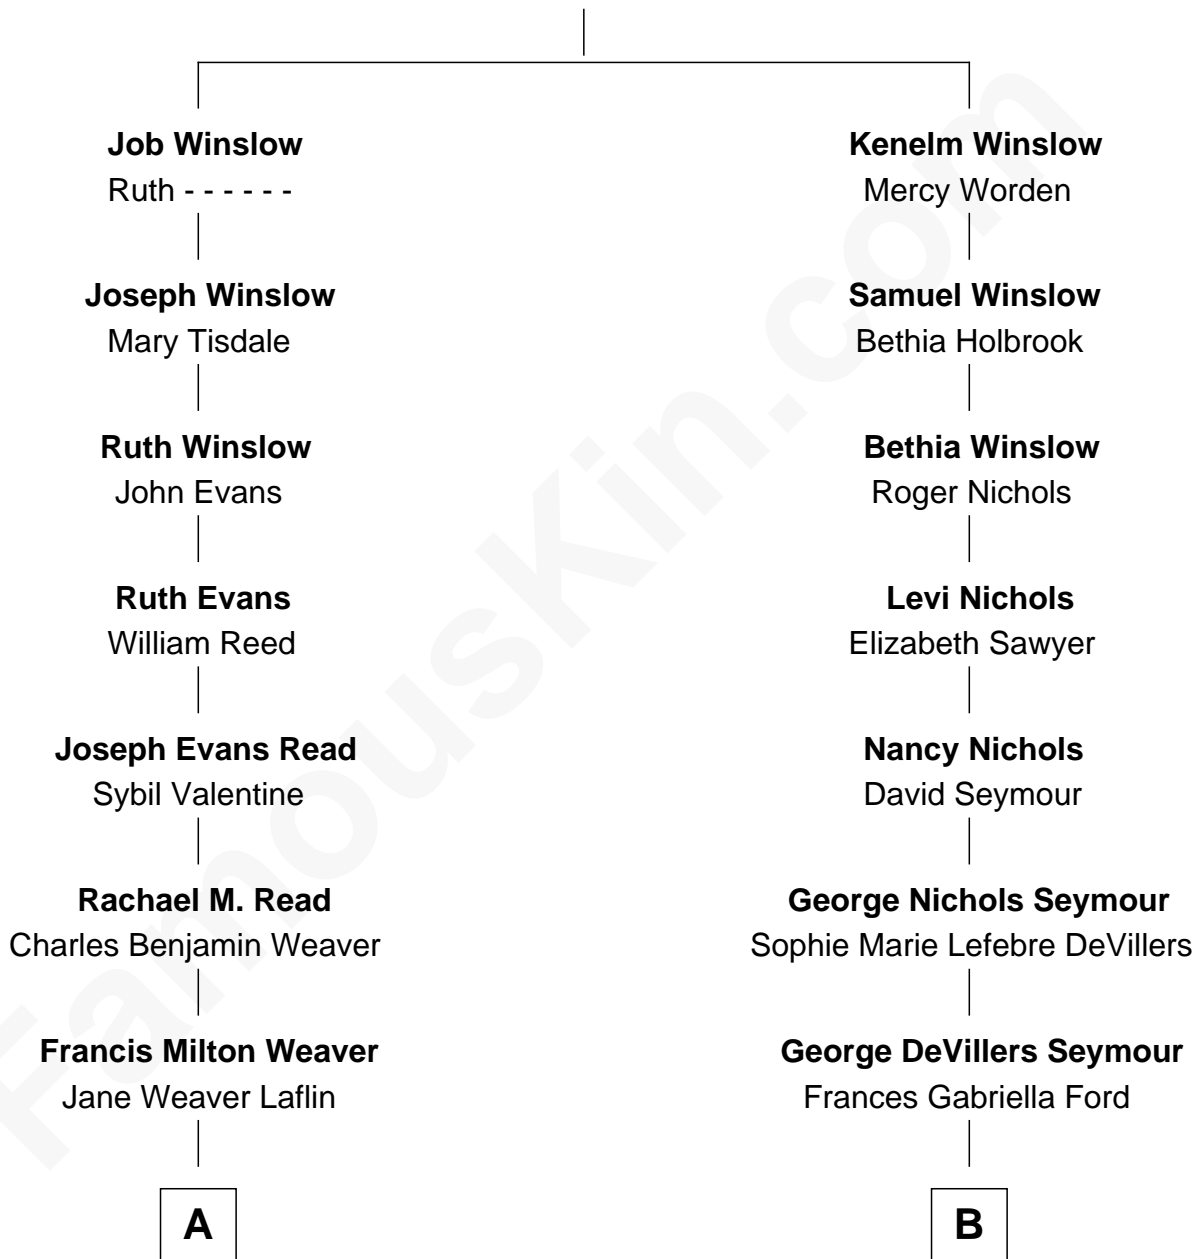 Job Winslow
Ruth - - - - - -
Kenelm Winslow
Mercy Worden
Joseph Winslow
Mary Tisdale
Samuel Winslow
Bethia Holbrook
Ruth Winslow
John Evans
Bethia Winslow
Roger Nichols
Ruth Evans
William Reed
Levi Nichols
Elizabeth Sawyer
Joseph Evans Read
Sybil Valentine
Nancy Nichols
David Seymour
Rachael M. Read
Charles Benjamin Weaver
George Nichols Seymour
Sophie Marie Lefebre DeVillers
Francis Milton Weaver
Jane Weaver Laflin
George DeVillers Seymour
Frances Gabriella Ford
A
B
FamousKin.com